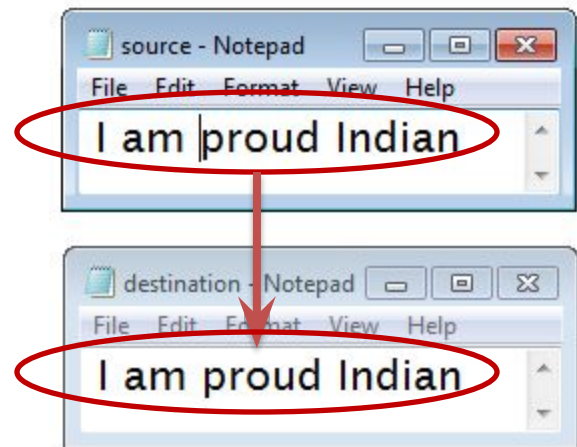 source - Notepad
File Edit Format View Help
I am proud Indian
destination - Notepad
File Edit Format View Help
I am proud Indian